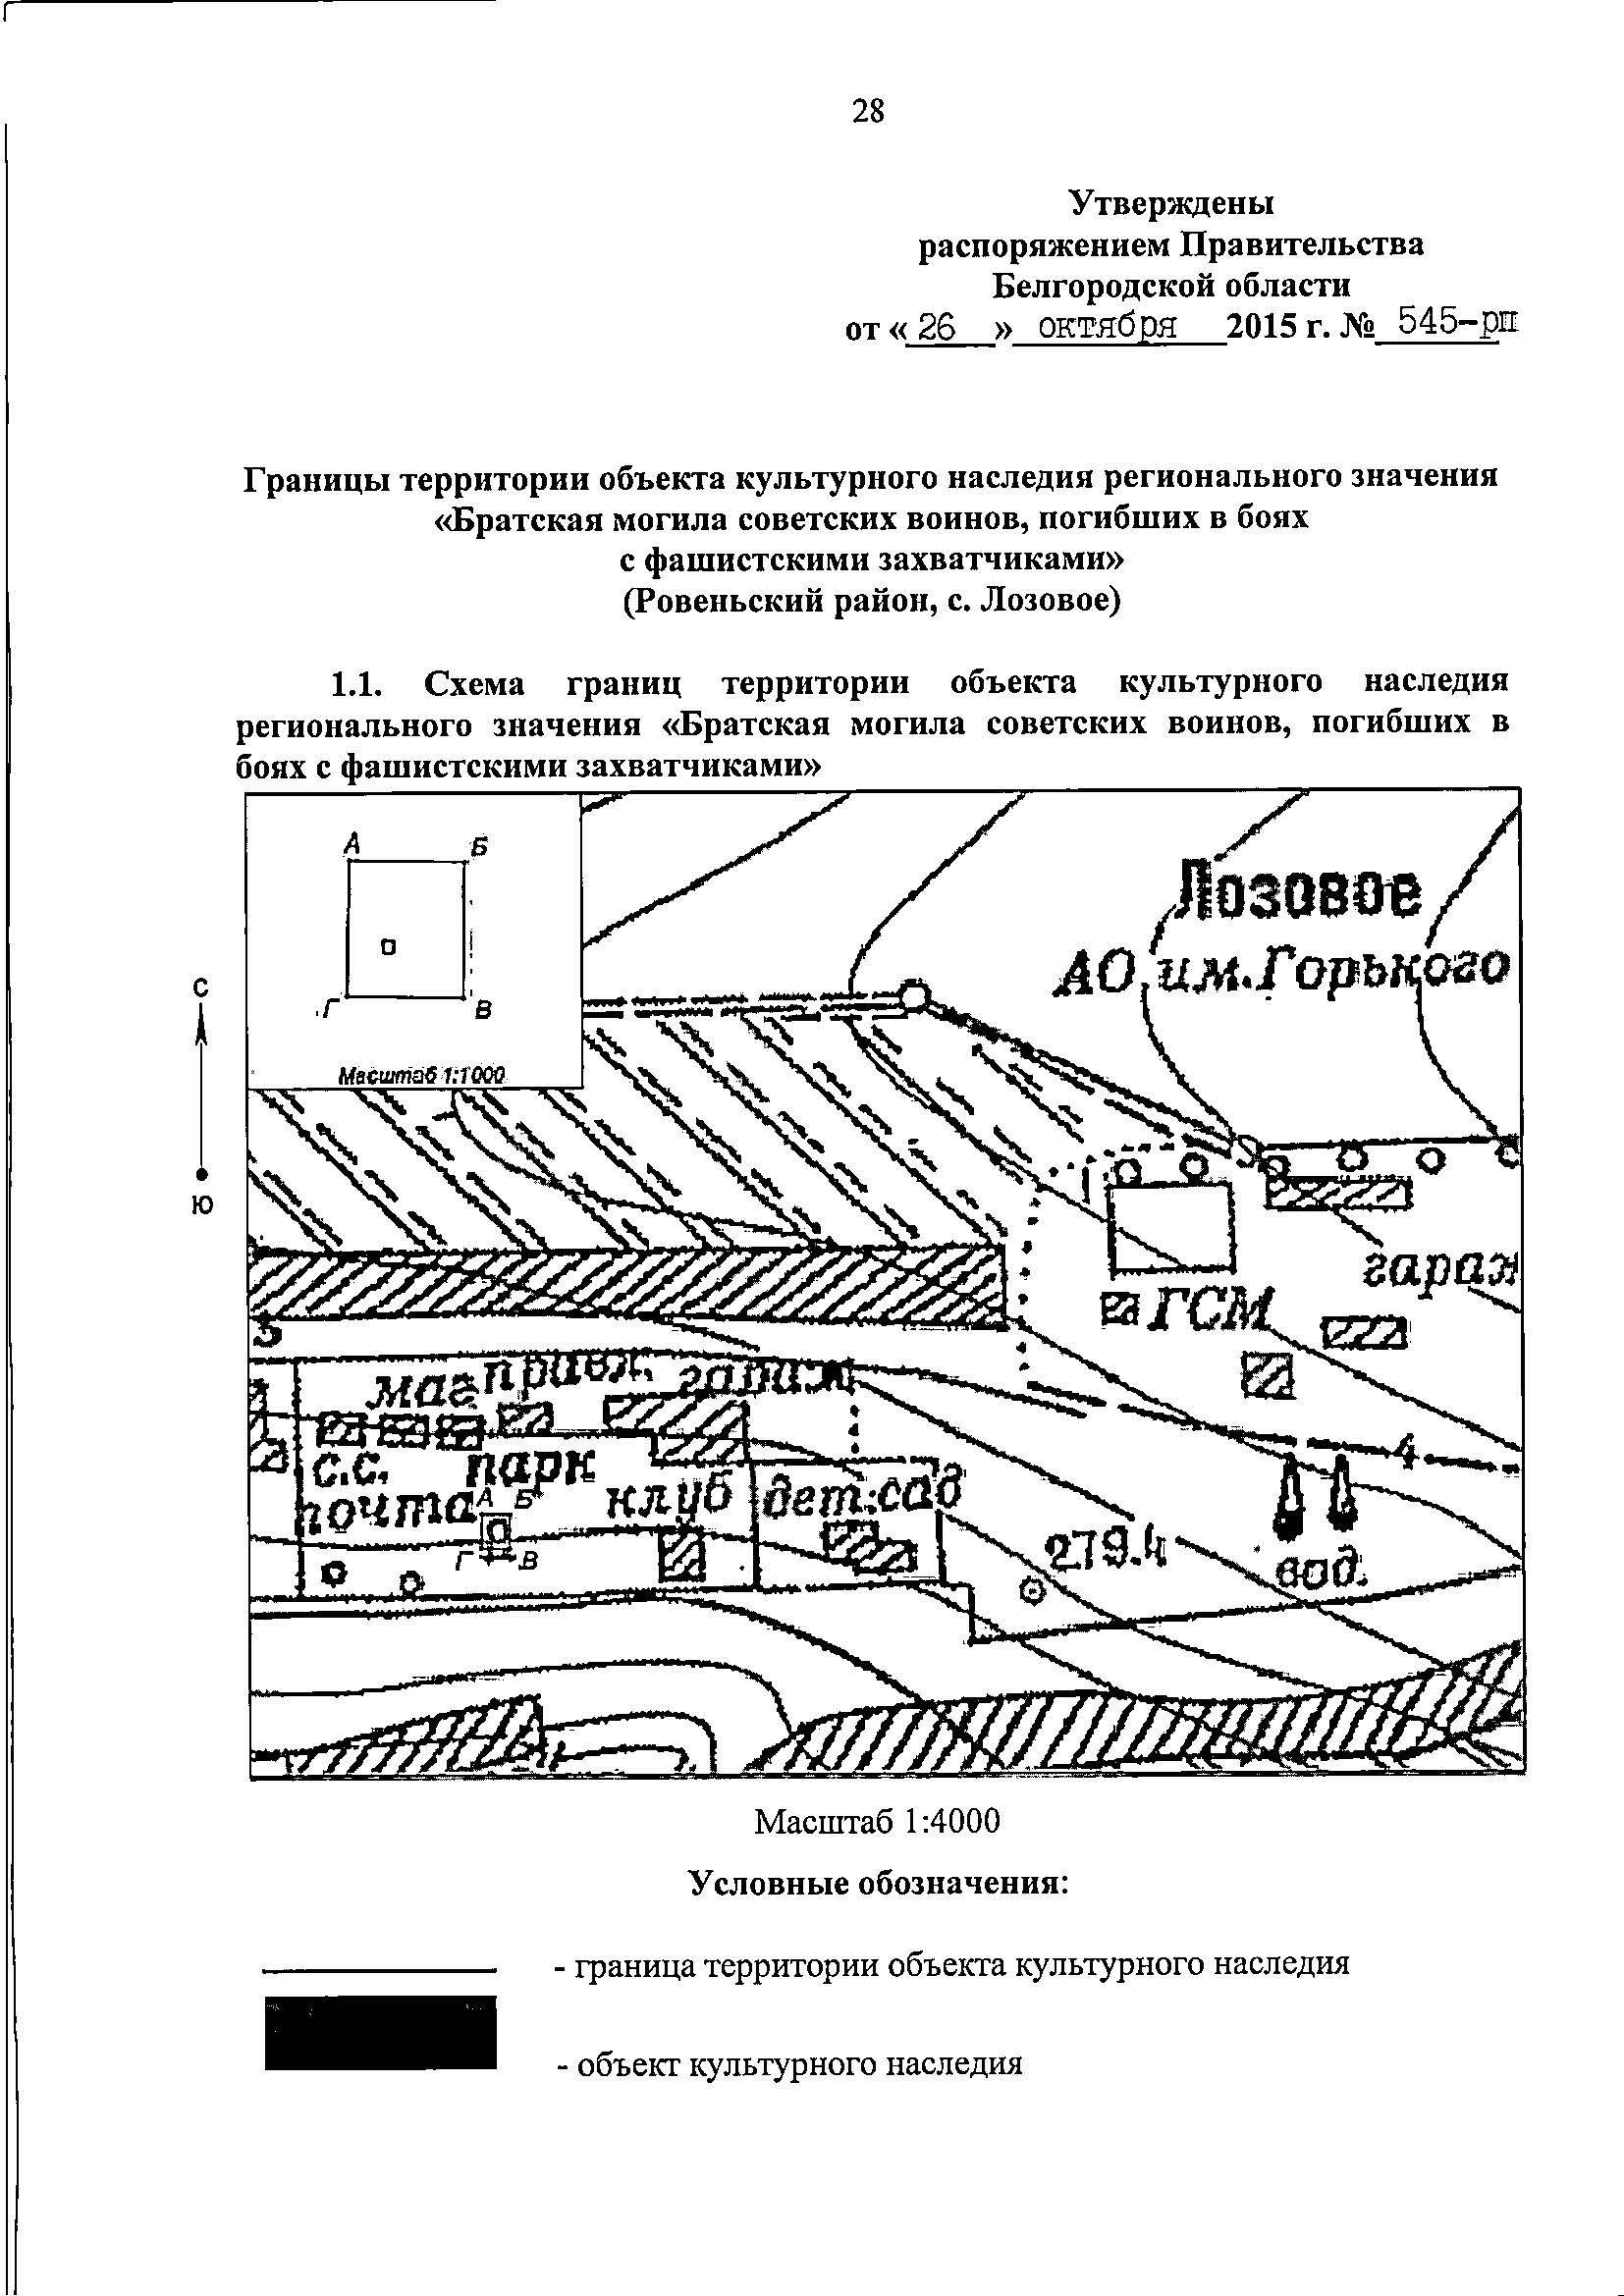 28
Утверждены
распоряжением Правительства
Белгородской области
от « 26 » октября 2015 г. № 545-рп
Границы территории объекта культурного наследия регионального значения
«Братская могила советских воинов, погибших в боях
с фашистскими захватчиками»
(Ровеньский район, с. Лозовое)
1.1. Схема границ территории объекта культурного наследия
регионального значения «Братская могила советских воинов, погибших в
боях с фашистскими захватчиками»
А Б
Г В
Масштаб 1:1000
С
Ю
Лозовое
АО им.Горького
гараж
ГСМ
маг правл. гараж
с.с. парк
почта А Б клуб дет.сад
Г В
279.4
4
вод.
Масштаб 1:4000
Условные обозначения:
- граница территории объекта культурного наследия
- объект культурного наследия